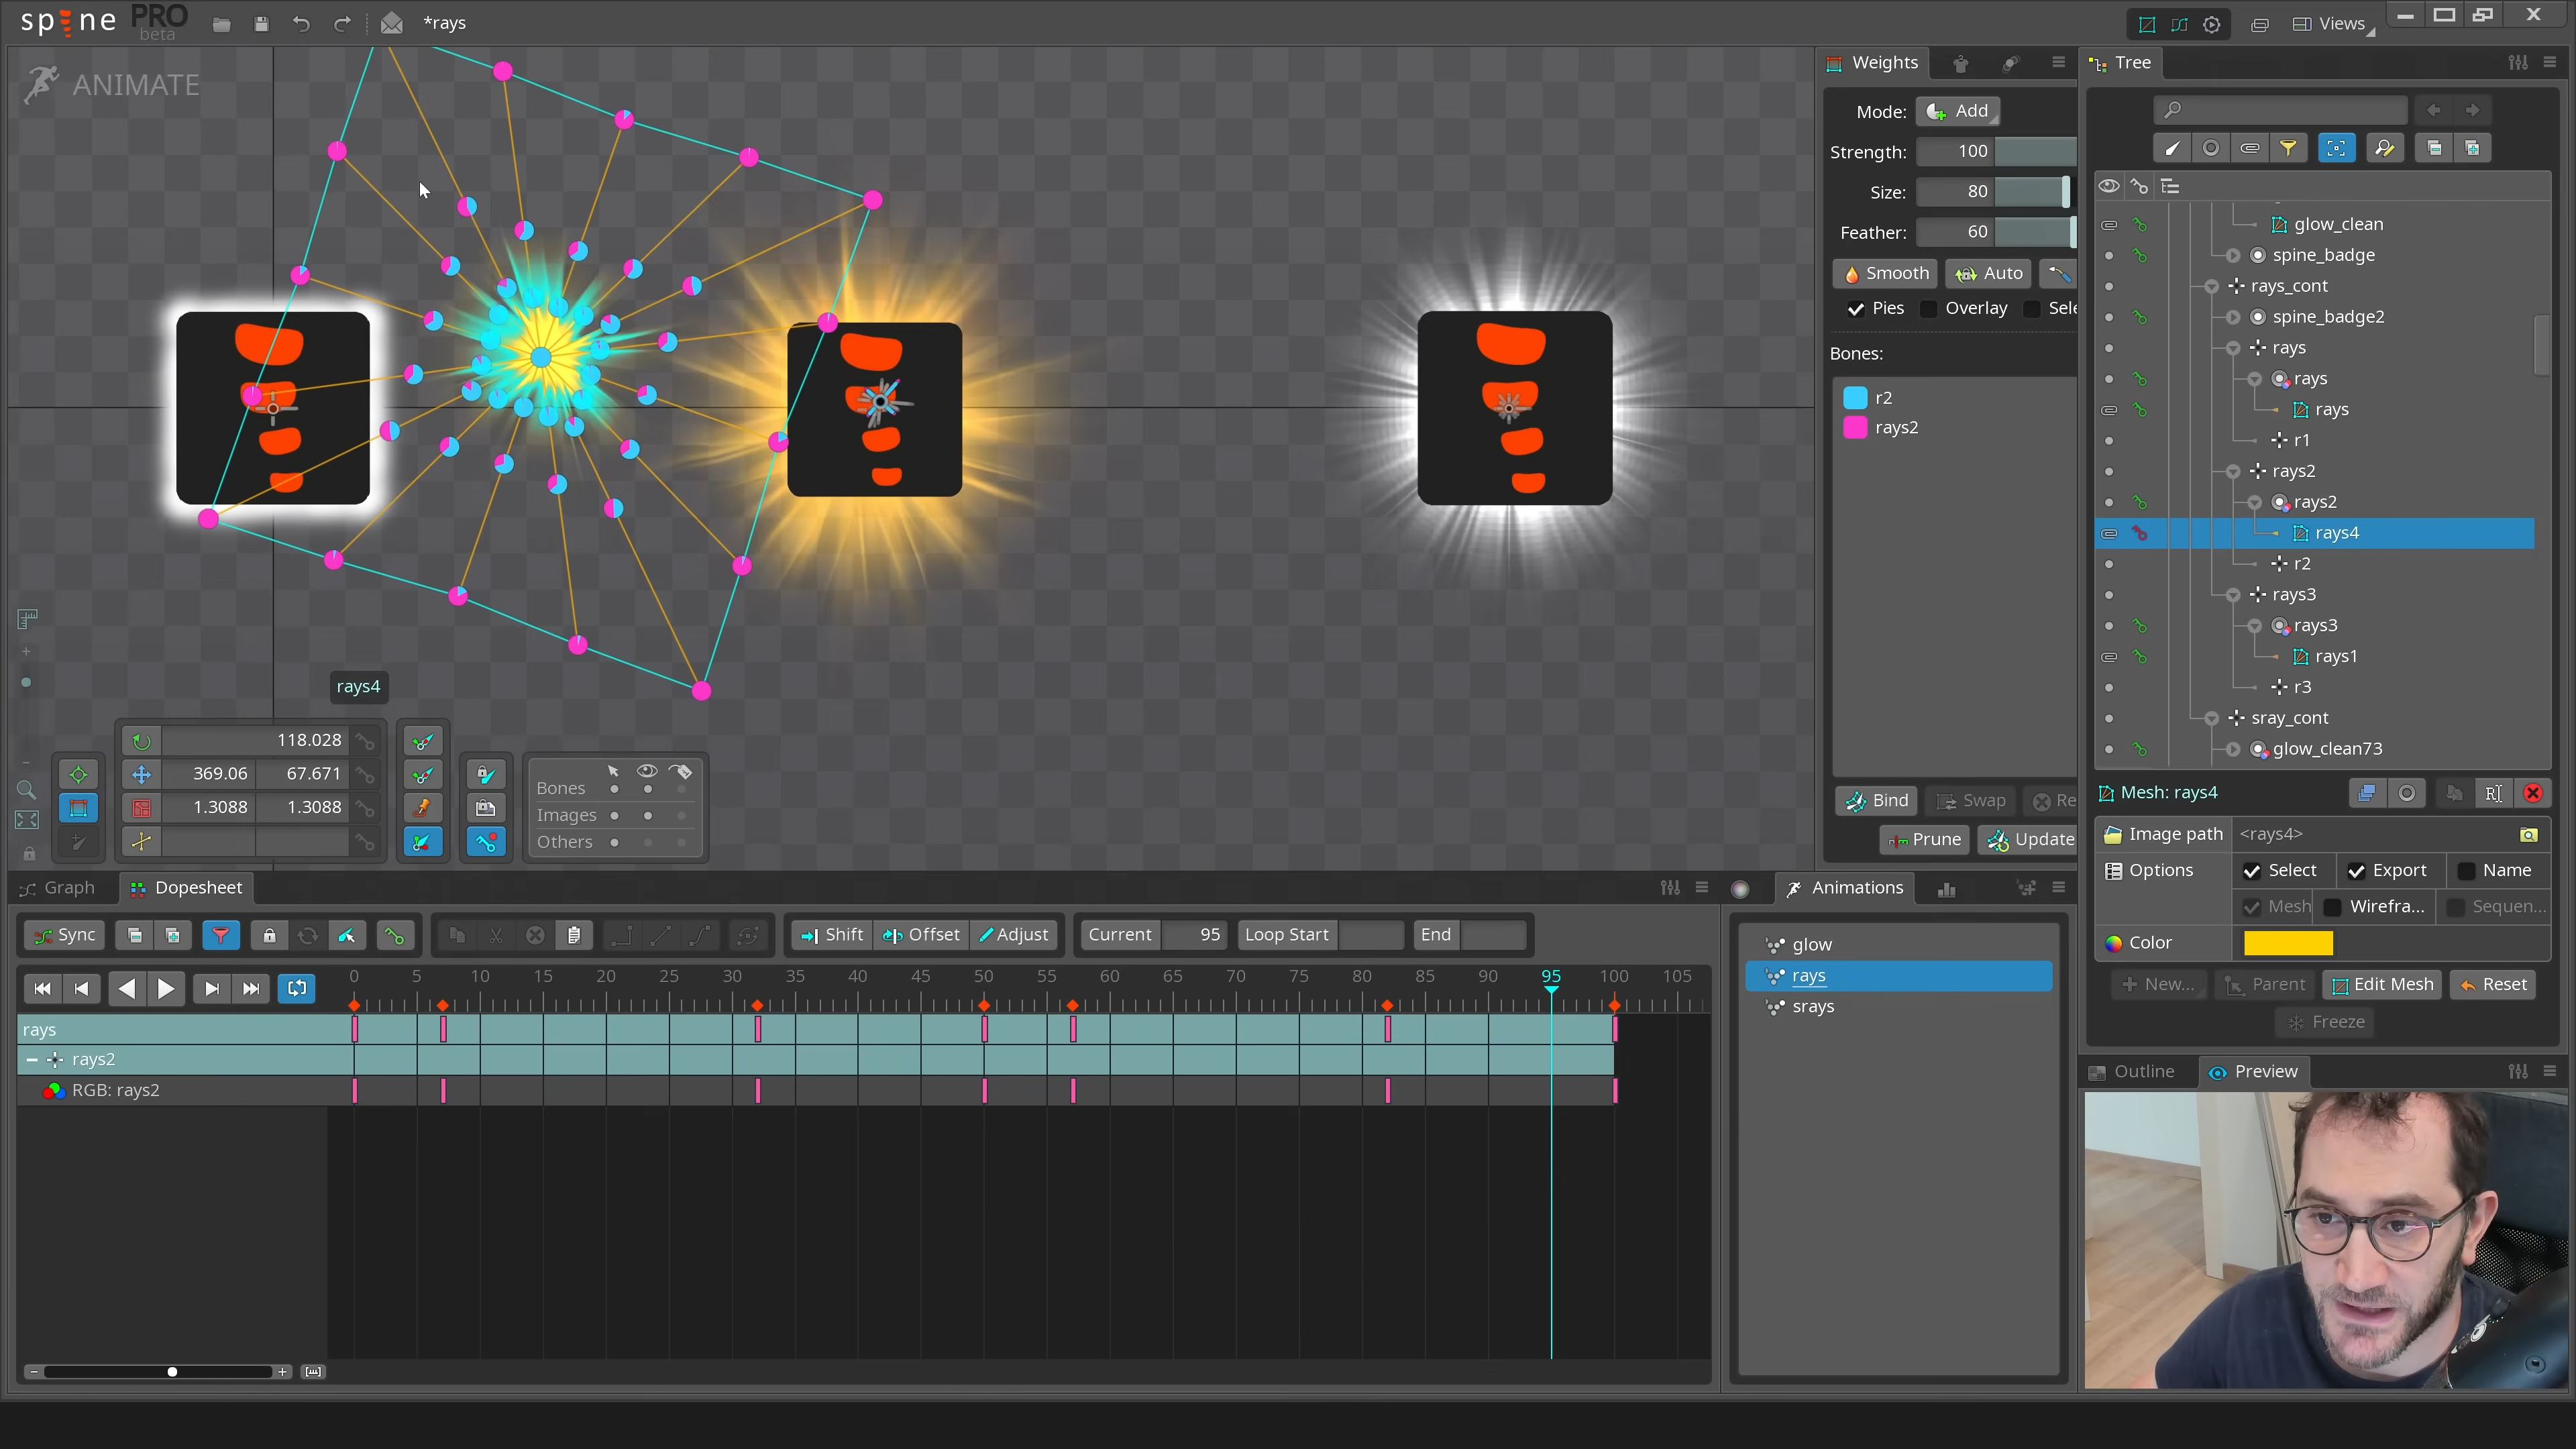 spine PRO beta
*rays
Views
ANIMATE
Weights
Mode: Add
Strength: 100
Size: 80
Feather: 60
Smooth Auto
Pies Overlay Sele
Bones:
r2
rays2
Bind Swap Re
Prune Update
Tree
glow_clean
spine_badge
rays_cont
spine_badge2
rays
rays
rays
r1
rays2
rays2
rays4
r2
rays3
rays3
rays1
r3
sray_cont
glow_clean73
Mesh: rays4
Image path <rays4>
Options Select Export Name
Mesh Wirefra... Sequen...
Color
New... Parent Edit Mesh Reset
Freeze
Outline Preview
rays4
118.028
369.06 67.671
1.3088 1.3088
Bones
Images
Others
Graph Dopesheet
Sync Shift Offset Adjust Current 95 Loop Start End
0 5 10 15 20 25 30 35 40 45 50 55 60 65 70 75 80 85 90 95 100 105
rays
rays2
RGB: rays2
Animations
glow
rays
srays